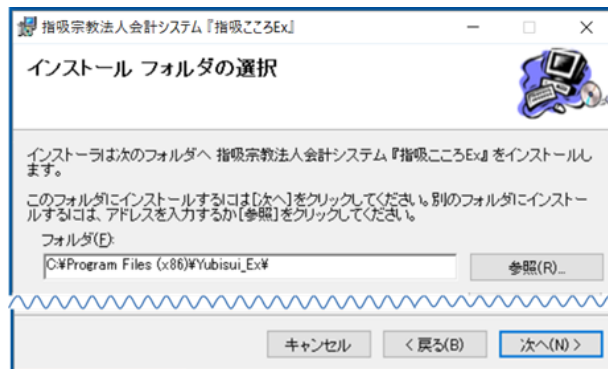 指吸宗教法人会計システム『指吸こころEx』
インストール フォルダの選択
インストーラは次のフォルダへ 指吸宗教法人会計システム『指吸こころEx』 をインストールし
ます。
このフォルダにインストールするには[次へ]をクリックしてください。別のフォルダにインストー
ルするには、アドレスを入力するか[参照]をクリックしてください。
フォルダ(F):
C:¥Program Files (x86)¥Yubisui_Ex¥
参照(R)...
キャンセル
< 戻る(B)
次へ(N) >